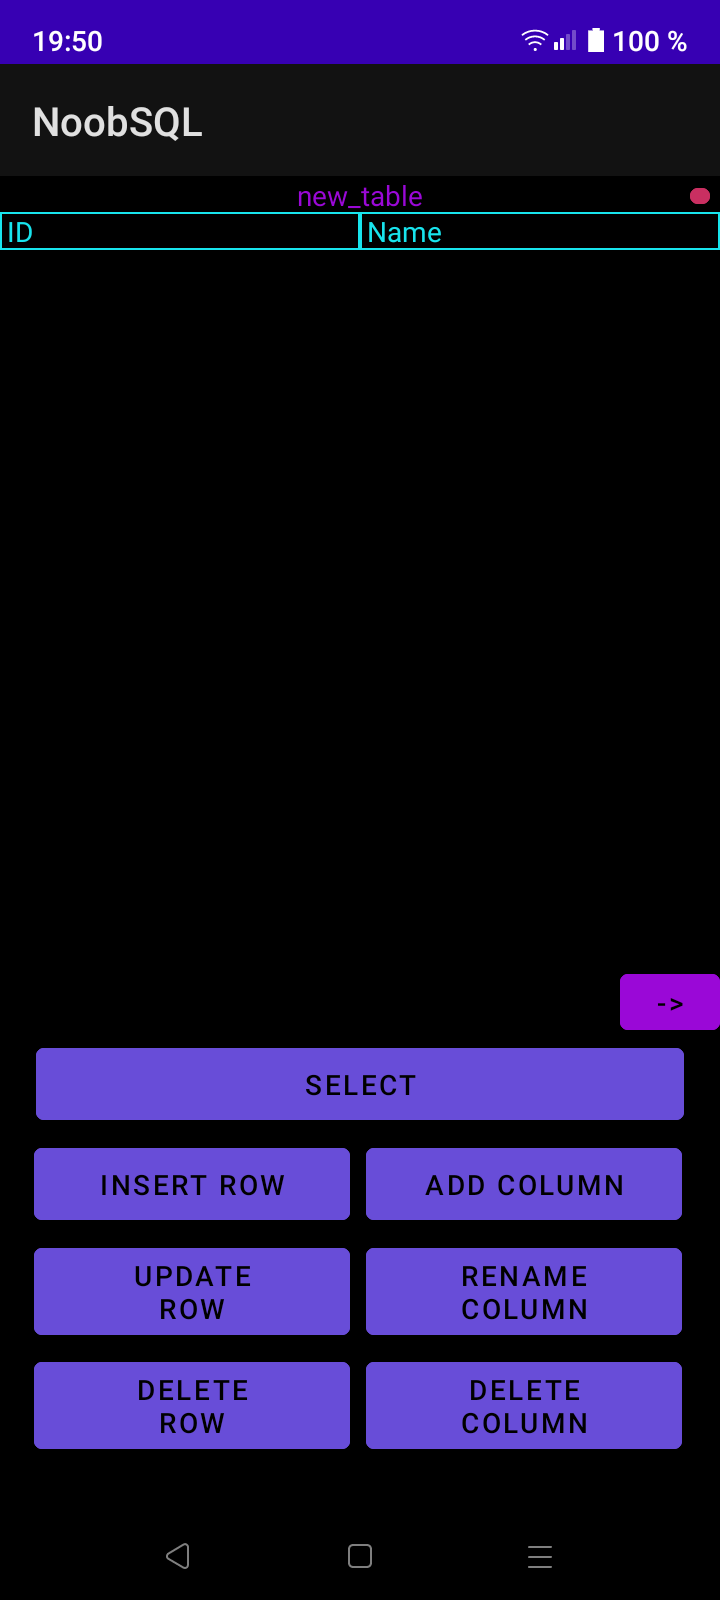 19:50 100 %
NoobSQL
new_table
ID Name
->
SELECT
INSERT ROW ADD COLUMN
UPDATE
ROW
RENAME
COLUMN
DELETE
ROW
DELETE
COLUMN